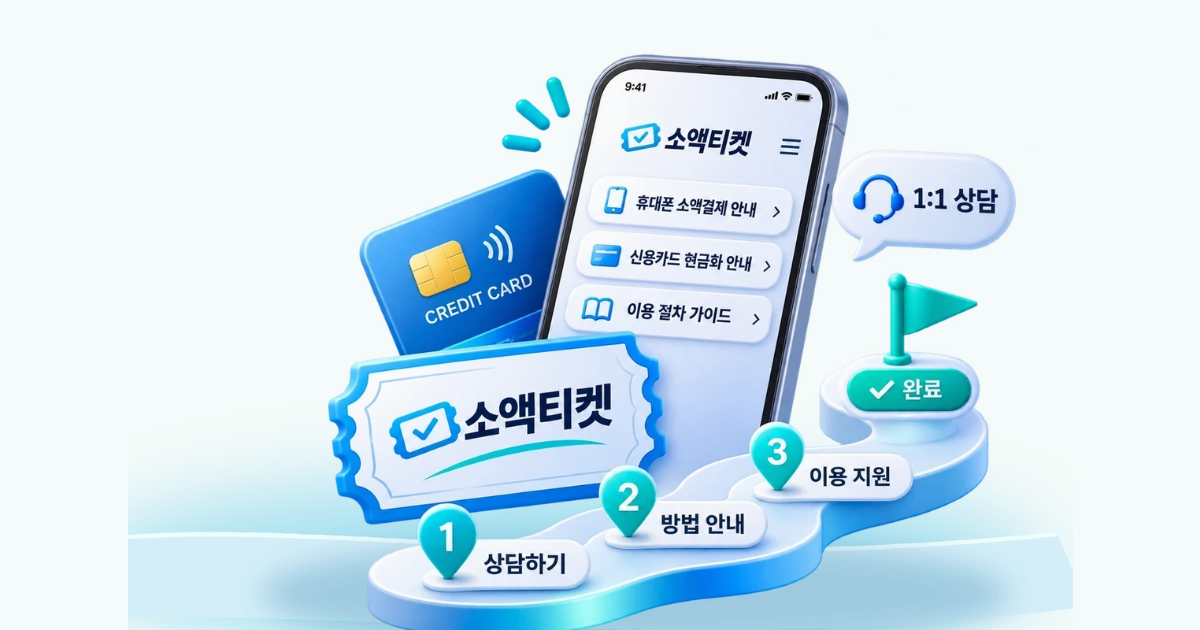 9:41
소액티켓
휴대폰 소액결제 안내
신용카드 현금화 안내
이용 절차 가이드
1:1 상담
CREDIT CARD
소액티켓
완료
3
이용 지원
2
방법 안내
1
상담하기